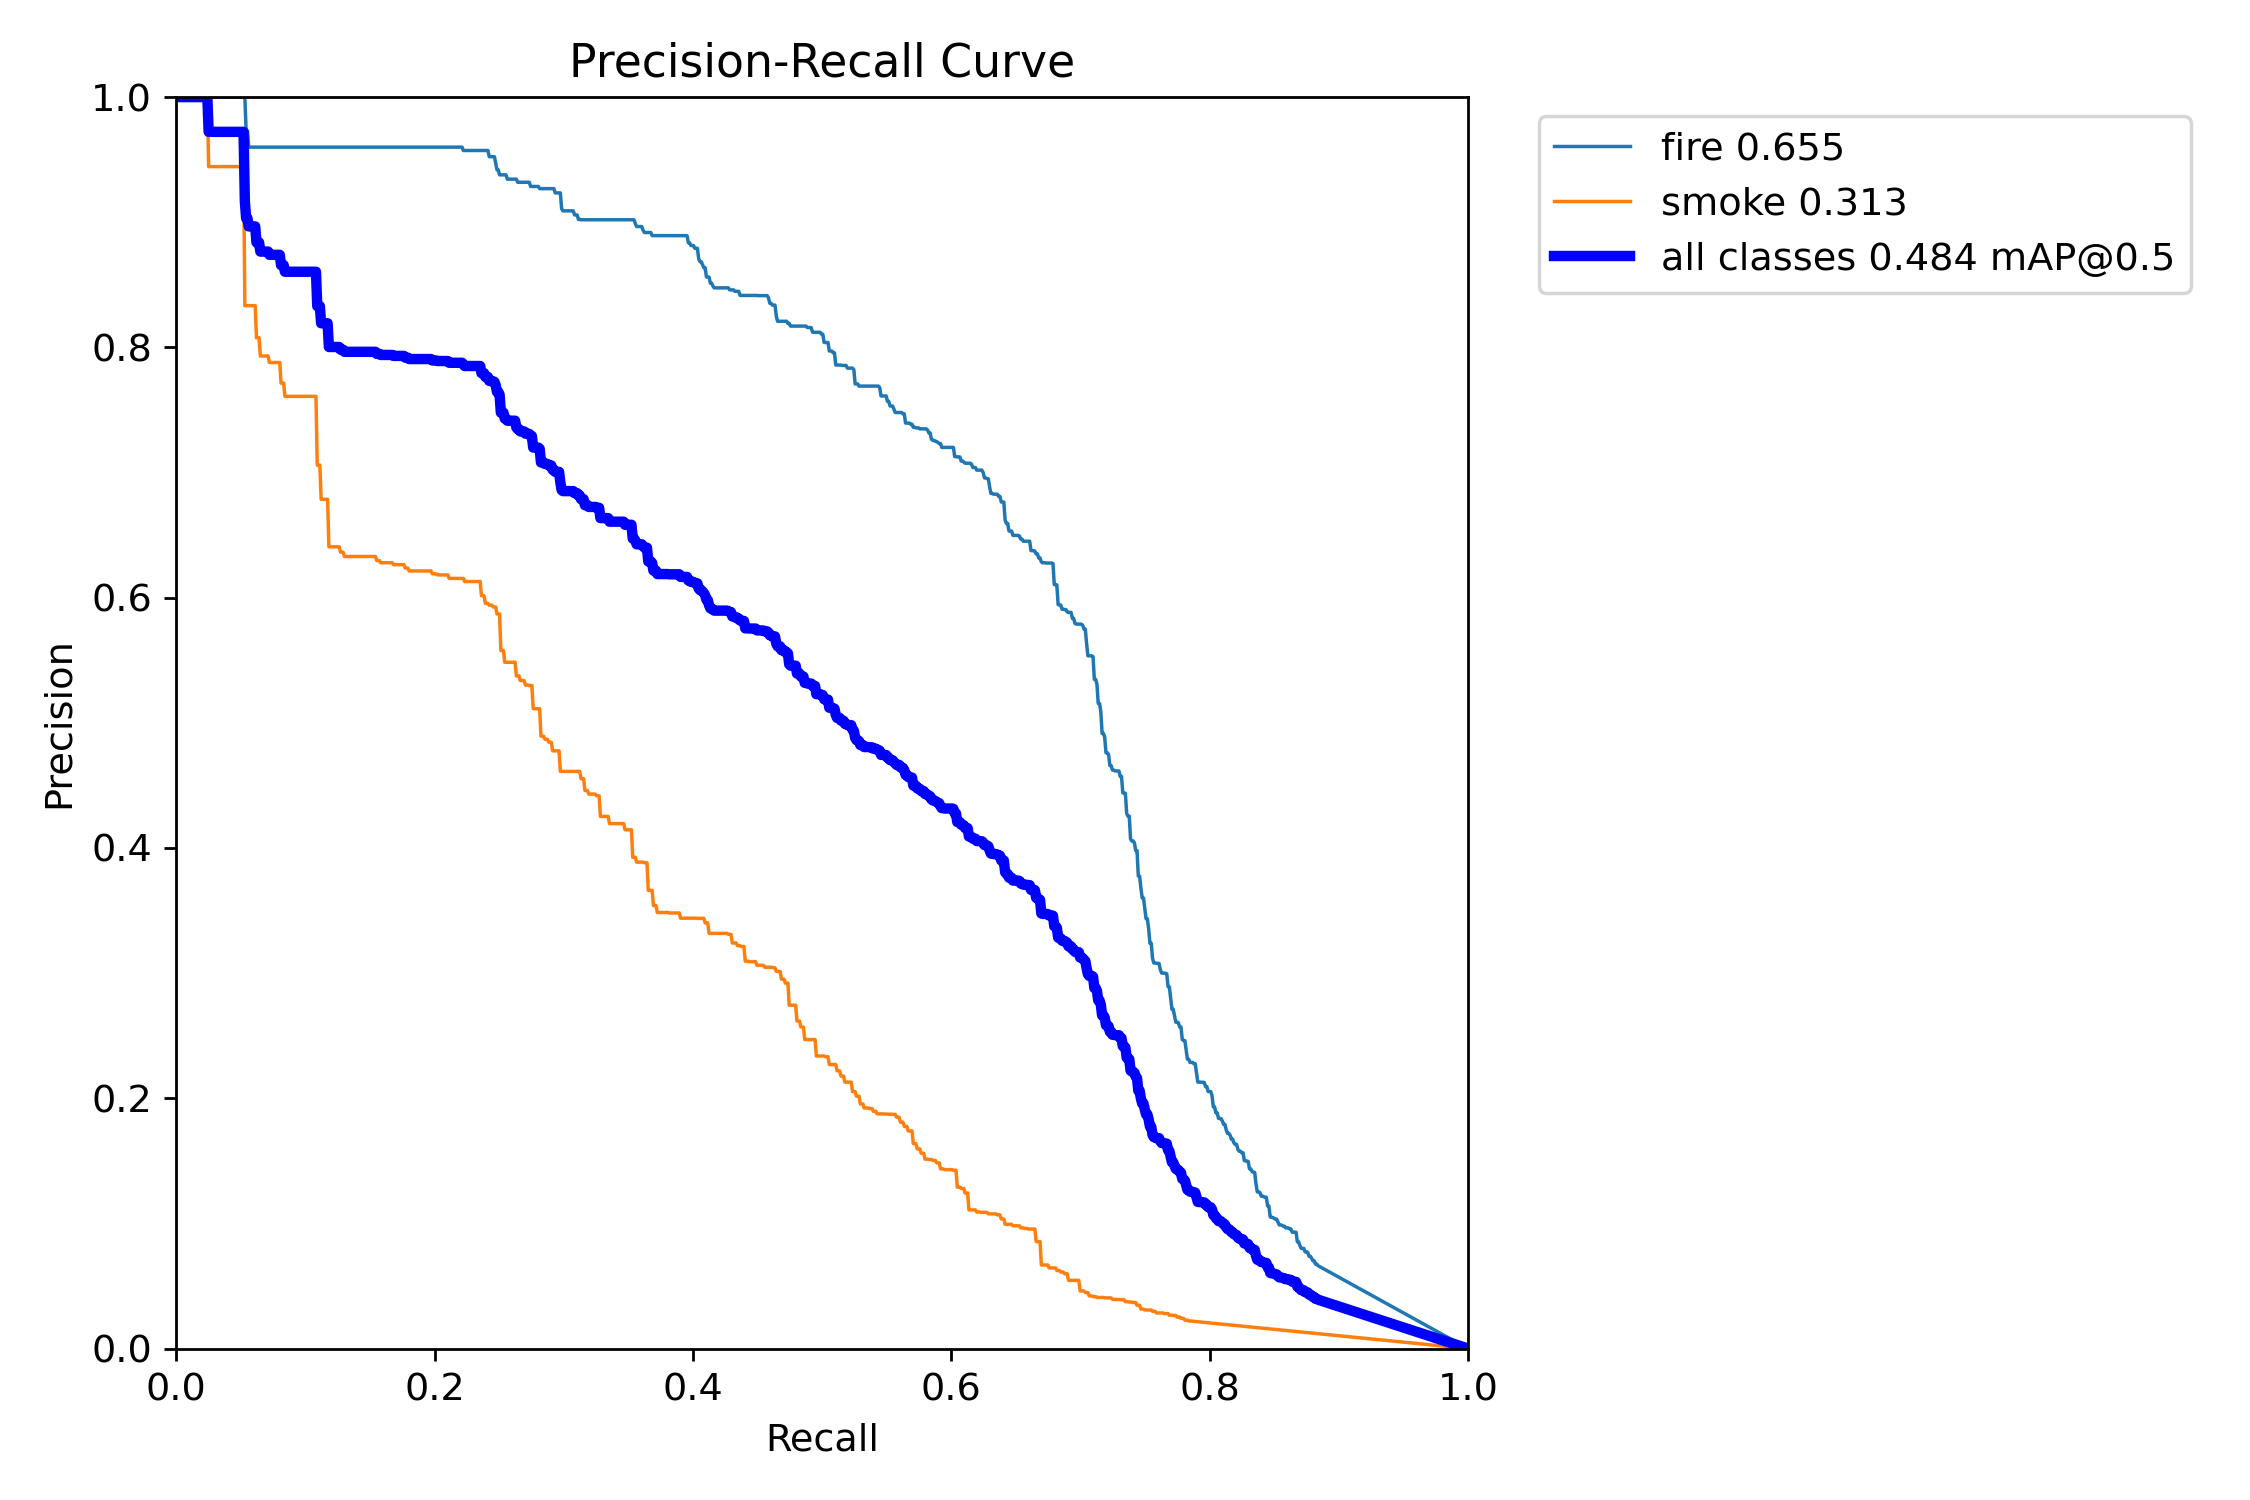 Precision-Recall Curve
fire 0.655
smoke 0.313
all classes 0.484 mAP@0.5
Precision
1.0
0.8
0.6
0.4
0.2
0.0
0.0 0.2 0.4 0.6 0.8 1.0
Recall